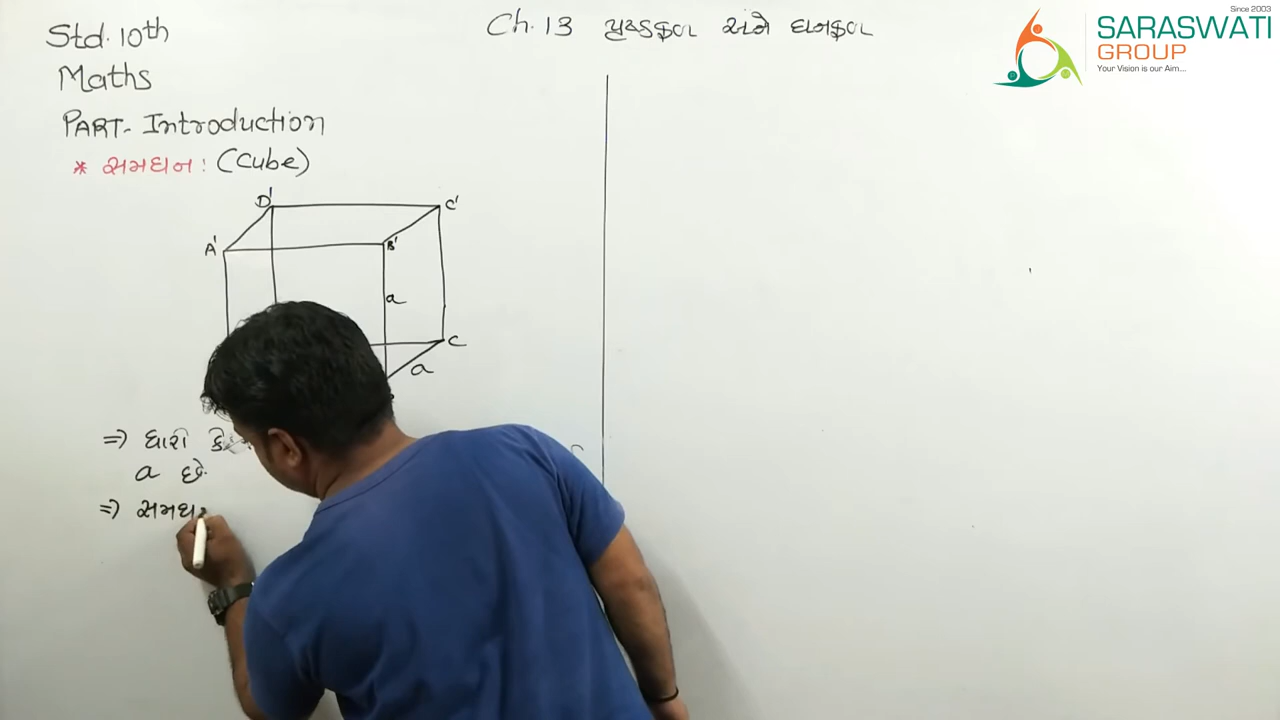 Std. 10th
Ch. 13 પૃષ્ઠફળ અને ઘનફળ
Maths
PART- Introduction
* સમઘન : (Cube)
D'
C'
A'
B'
a
C
a
=) ધારો કે
a છે.
=) સમઘન
Since 2003
SARASWATI
GROUP
Your Vision is our Aim...